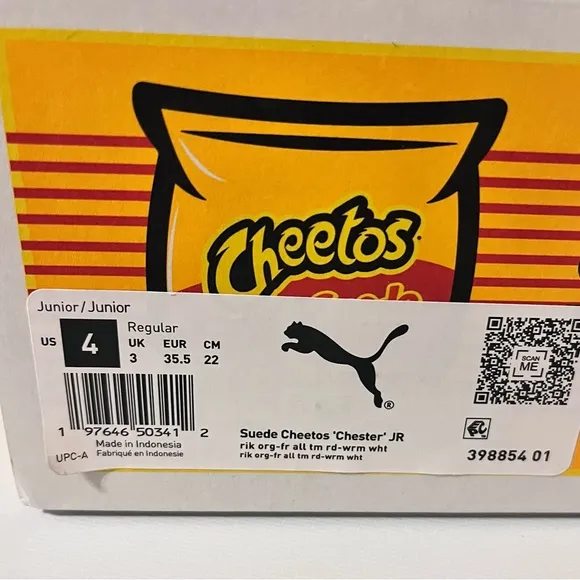 Cheetos
Junior / Junior
Regular
US 4 UK EUR CM
3 35.5 22
SCAN
ME
1 97646 50341 2
Made in Indonesia
UPC-A Fabriqué en Indonesie
®
Suede Cheetos 'Chester' JR
rik org-fr all tm rd-wrm wht
rik org-fr all tm rd-wrm wht
398854 01